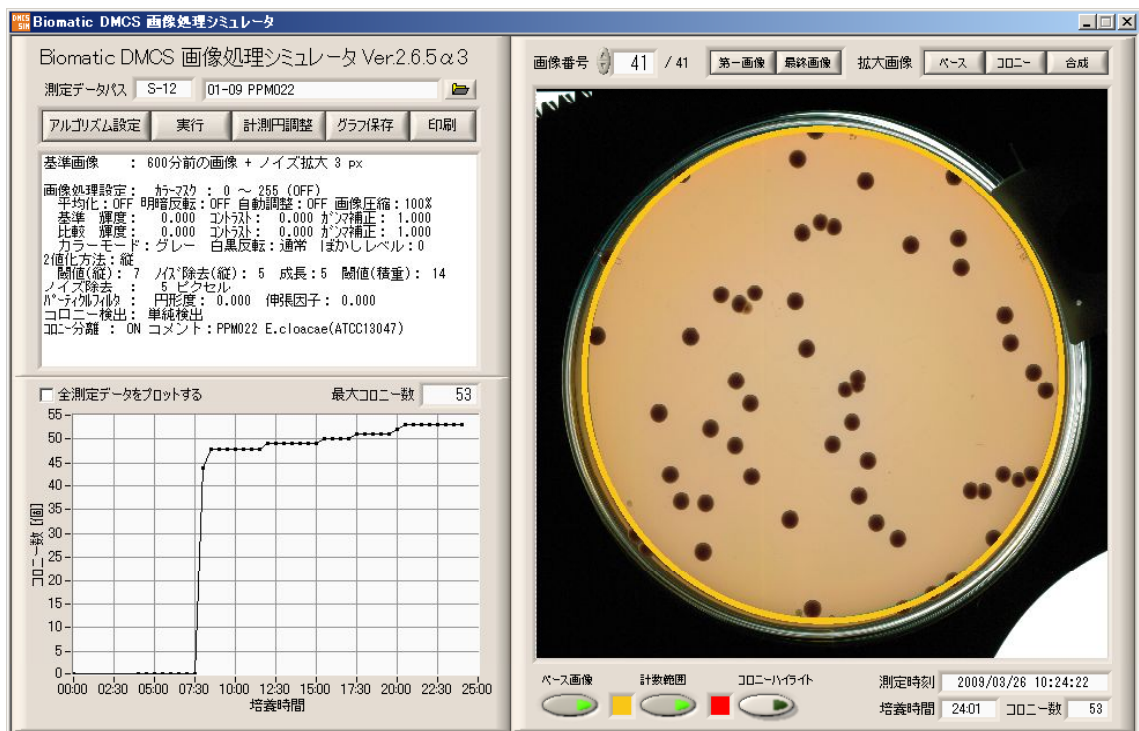 DMCS SIM Biomatic DMCS 画像処理シミュレータ
Biomatic DMCS 画像処理シミュレータ Ver.2.6.5α3
測定データパス S-12 01-09 PPM022
アルゴリズム設定 実行 計測円調整 グラフ保存 印刷
基準画像 : 600分前の画像 + ノイズ拡大 3 px
画像処理設定: カラーマスク : 0 ～ 255 (OFF)
平均化:OFF 明暗反転:OFF 自動調整:OFF 画像圧縮:100%
基準 輝度: 0.000 コントラスト: 0.000 ガンマ補正: 1.000
比較 輝度: 0.000 コントラスト: 0.000 ガンマ補正: 1.000
カラーモード:グレー 白黒反転:通常 ぼかしレベル:0
2値化方法:縦
閾値(縦): 7 ノイズ除去(縦): 5 成長:5 閾値(積重): 14
ノイズ除去 : 5 ピクセル
パーティクルフィルタ : 円形度: 0.000 伸張因子: 0.000
コロニー検出: 単純検出
コロニー分離 : ON コメント:PPM022 E.cloacae(ATCC13047)
全測定データをプロットする 最大コロニー数 53
55
50
45
40
35
30
25
20
15
10
5
0
コロニー数 [個]
00:00 02:30 05:00 07:30 10:00 12:30 15:00 17:30 20:00 22:30 25:00
培養時間
画像番号 41 / 41 第一画像 最終画像 拡大画像 ベース コロニー 合成
ベース画像 計数範囲 コロニーハイライト
測定時刻 2009/03/26 10:24:22
培養時間 24:01 コロニー数 53